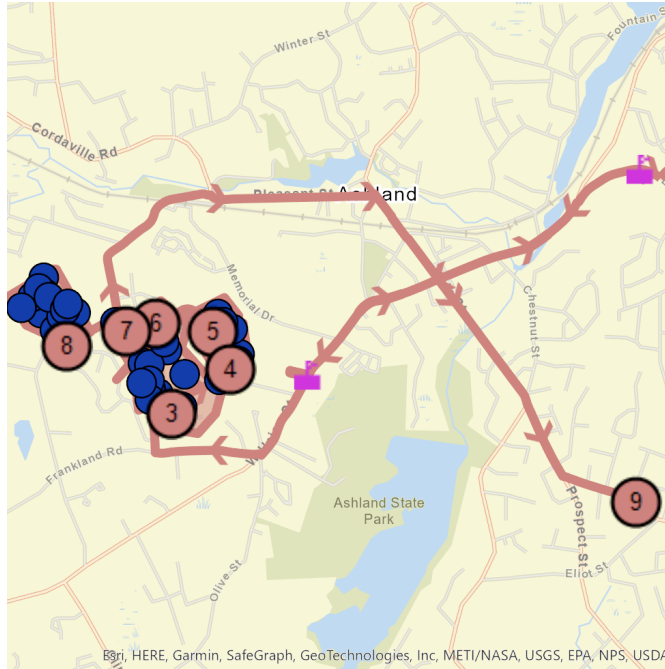 Winter St
Fountain St
Cordaville Rd
Pleasant St
Ashland
Memorial Dr
Chestnut St
6
5
7
8
4
3
Frankland Rd
Ashland State
Park
9
Prospect St
Eliot St
Olive St
Esri, HERE, Garmin, SafeGraph, GeoTechnologies, Inc, METI/NASA, USGS, EPA, NPS, USDA